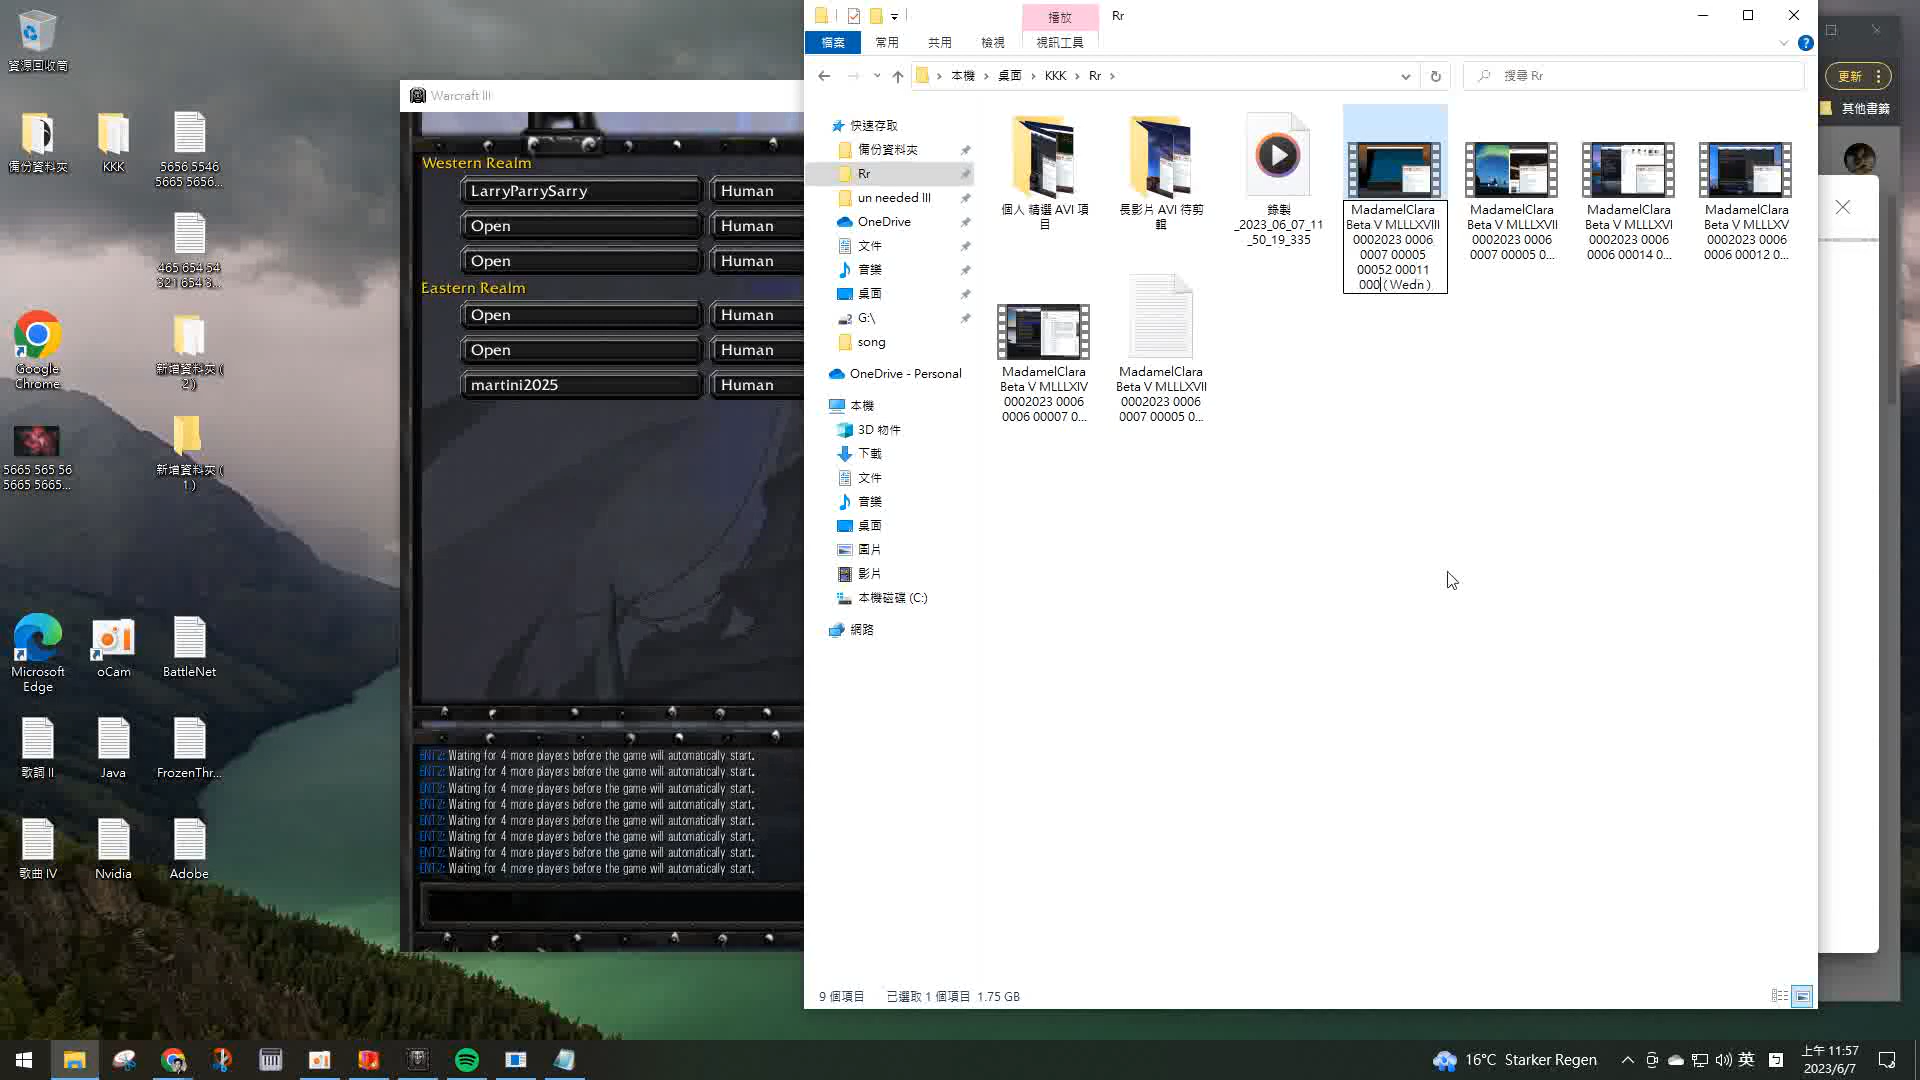 資源回收筒
備份資料夾
KKK
5656 5546
5665 5656...
465 654 54
321 654 3...
Google
Chrome
新增資料夾 (
2 )
5665 565 56
5665 5665...
新增資料夾 (
1 )
Microsoft
Edge
oCam
BattleNet
歌詞 II
Java
FrozenThr...
歌曲 IV
Nvidia
Adobe
Warcraft III
Western Realm
LarryParrySarry
Human
Open
Human
Open
Human
Eastern Realm
Open
Human
Open
Human
martini2025
Human
ENT2: Waiting for 4 more players before the game will automatically start.
ENT2: Waiting for 4 more players before the game will automatically start.
ENT2: Waiting for 4 more players before the game will automatically start.
ENT2: Waiting for 4 more players before the game will automatically start.
ENT2: Waiting for 4 more players before the game will automatically start.
ENT2: Waiting for 4 more players before the game will automatically start.
ENT2: Waiting for 4 more players before the game will automatically start.
ENT2: Waiting for 4 more players before the game will automatically start.
播放
Rr
檔案
常用
共用
檢視
視訊工具
本機
桌面
KKK
Rr
搜尋 Rr
快速存取
備份資料夾
Rr
un needed III
OneDrive
文件
音樂
桌面
G:\
song
OneDrive - Personal
本機
3D 物件
下載
文件
音樂
桌面
圖片
影片
本機磁碟 (C:)
網路
個人 精選 AVI 項
目
長影片 AVI 待剪
輯
錄製
_2023_06_07_11
_50_19_335
MadamelClara
Beta V MLLLXVIII
0002023 0006
0007 00005
00052 00011
000 ( Wedn )
MadamelClara
Beta V MLLLXVII
0002023 0006
0007 00005 0...
MadamelClara
Beta V MLLLXVI
0002023 0006
0006 00014 0...
MadamelClara
Beta V MLLLXV
0002023 0006
0006 00012 0...
MadamelClara
Beta V MLLLXIV
0002023 0006
0006 00007 0...
MadamelClara
Beta V MLLLXVII
0002023 0006
0007 00005 0...
9 個項目
已選取 1 個項目 1.75 GB
更新
其他書籤
16°C Starker Regen
英
上午 11:57
2023/6/7